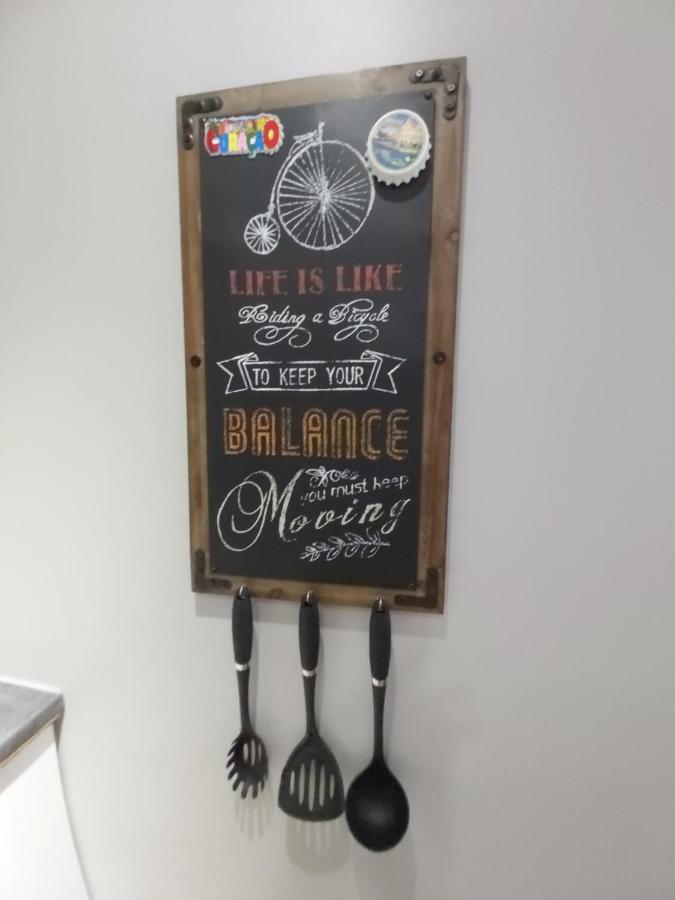 CURAÇAO
LIFE IS LIKE
Riding a Bicycle
TO KEEP YOUR
BALANCE
you must keep
Moving